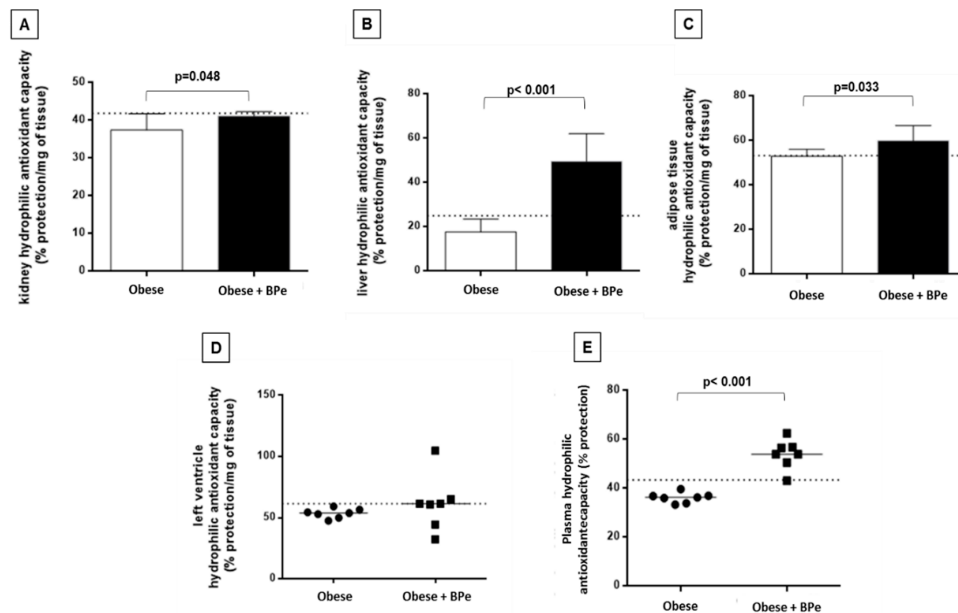 A
kidney hydrophilic antioxidant capacity
(% protection/mg of tissue)
p=0.048
50
40
30
20
10
0
Obese
Obese + BPe
B
liver hydrophilic antioxidant capacity
(% protection/mg of tissue)
p< 0.001
80
60
40
20
0
Obese
Obese + BPe
C
adipose tissue
hydrophilic antioxidant capacity
(% protection/mg of tissue)
p=0.033
80
60
40
20
0
Obese
Obese + BPe
D
left ventricle
hydrophilic antioxidant capacity
(% protection/mg of tissue)
150
100
50
0
Obese
Obese + BPe
E
Plasma hydrophilic
antioxidantecapacity (% protection)
p< 0.001
80
60
40
20
0
Obese
Obese + BPe